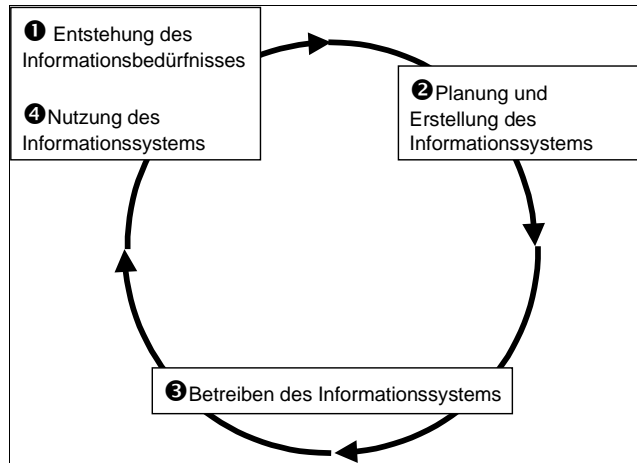 ❶ Entstehung des
Informationsbedürfnisses
❹Nutzung des
Informationssystems
❷Planung und
Erstellung des
Informationssystems
❸Betreiben des Informationssystems